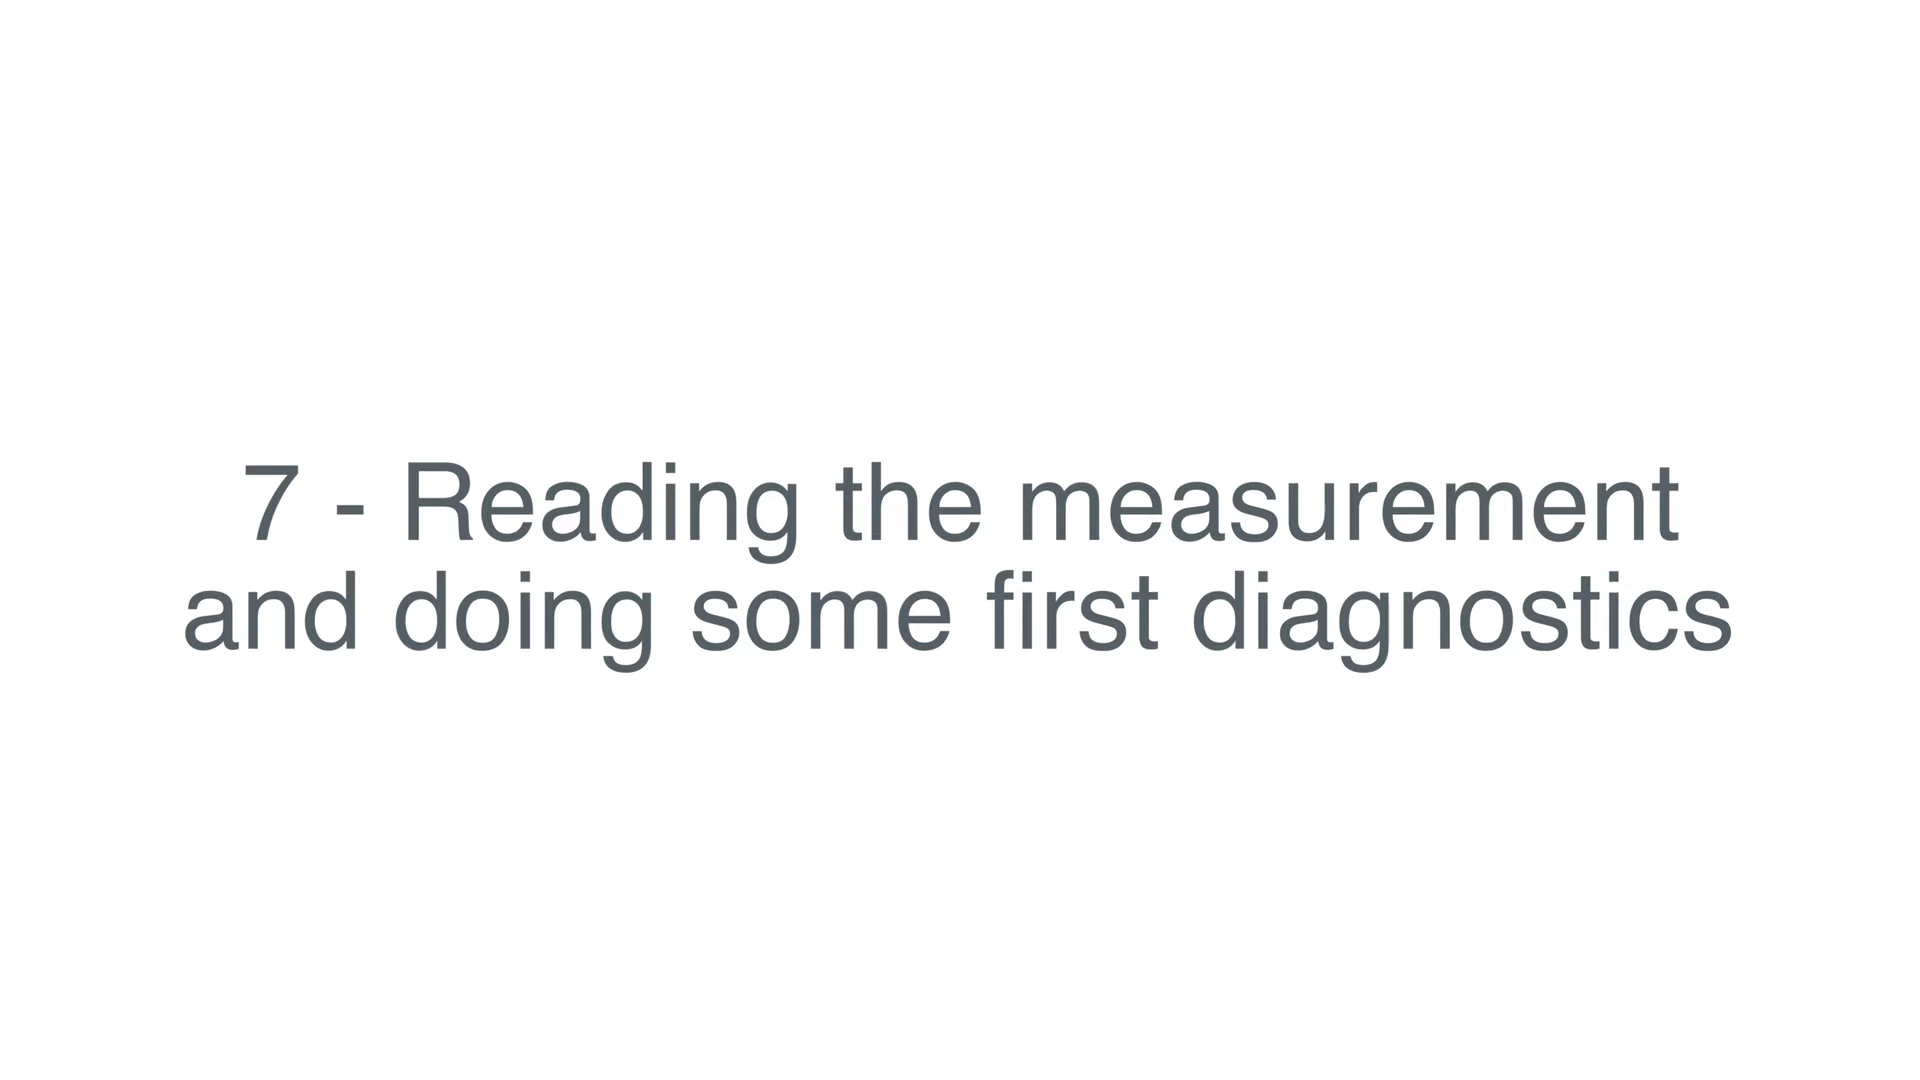 7 - Reading the measurement
and doing some first diagnostics